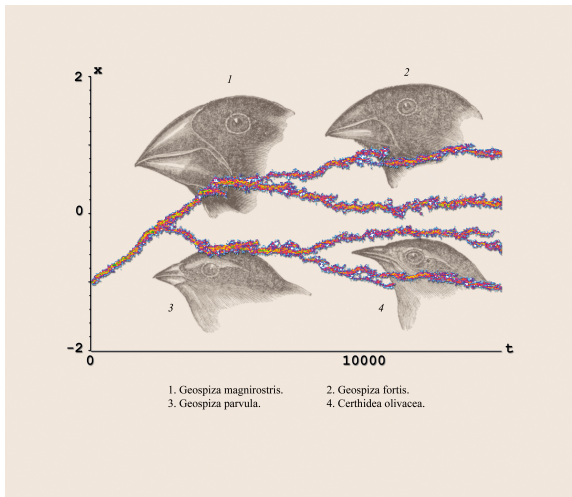 x
2
1
2
0
3
4
-2
0
10000
t
1. Geospiza magnirostris. 2. Geospiza fortis.
3. Geospiza parvula. 4. Certhidea olivacea.